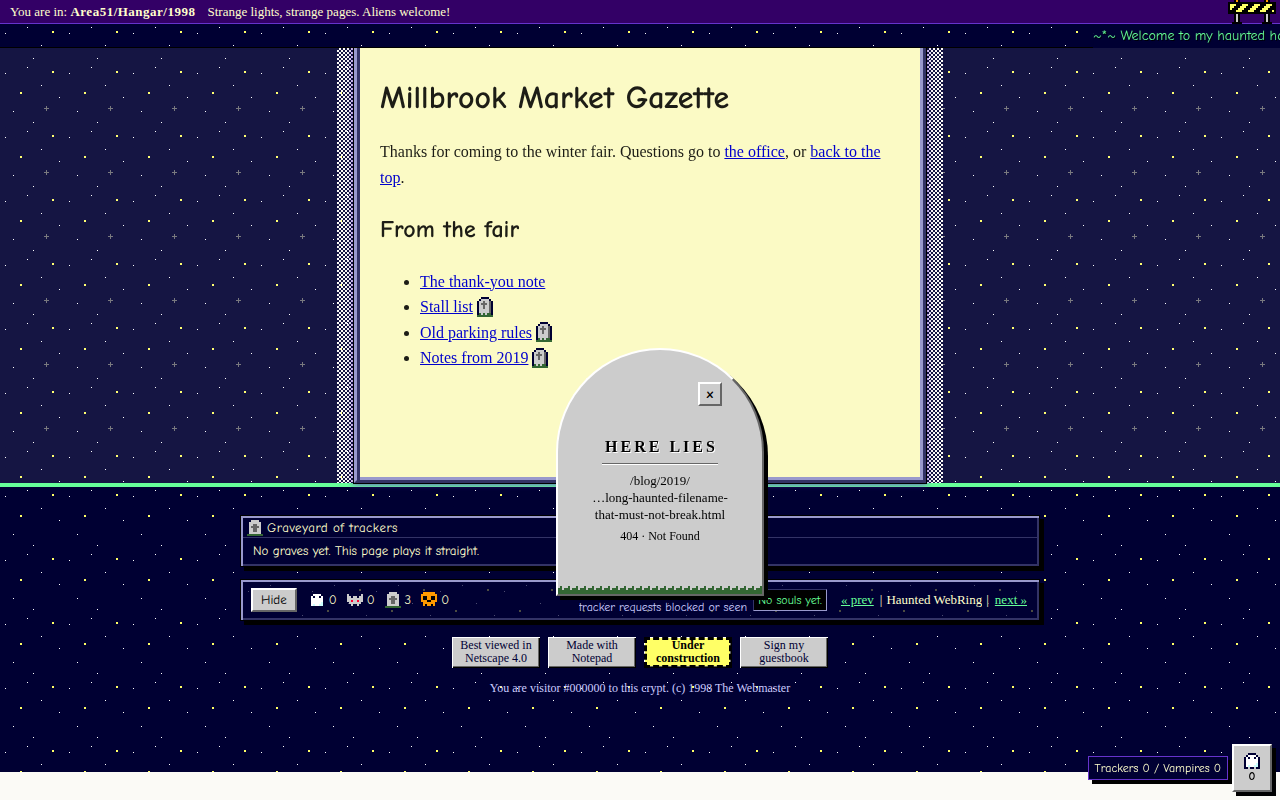 You are in: Area51/Hangar/1998 Strange lights, strange pages. Aliens welcome!
~*~ Welcome to my haunted
Millbrook Market Gazette
Thanks for coming to the winter fair. Questions go to the office, or back to the
top.
From the fair
The thank-you note
Stall list
Old parking rules
Notes from 2019
×
HERE LIES
/blog/2019/
…long-haunted-filename-
that-must-not-break.html
404 · Not Found
Graveyard of trackers
No graves yet. This page plays it straight.
Hide 0 0 3 0
tracker requests blocked or seen
No souls yet.
« prev | Haunted WebRing | next »
Best viewed in
Netscape 4.0
Made with
Notepad
Under
construction
Sign my
guestbook
You are visitor #000000 to this crypt. (c) 1998 The Webmaster
Trackers 0 / Vampires 0
0